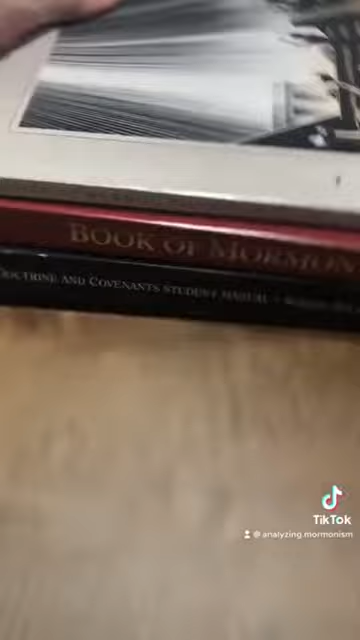 BOOK OF MORMON
DOCTRINE AND COVENANTS STUDENT MANUAL
TikTok
@analyzing.mormonism